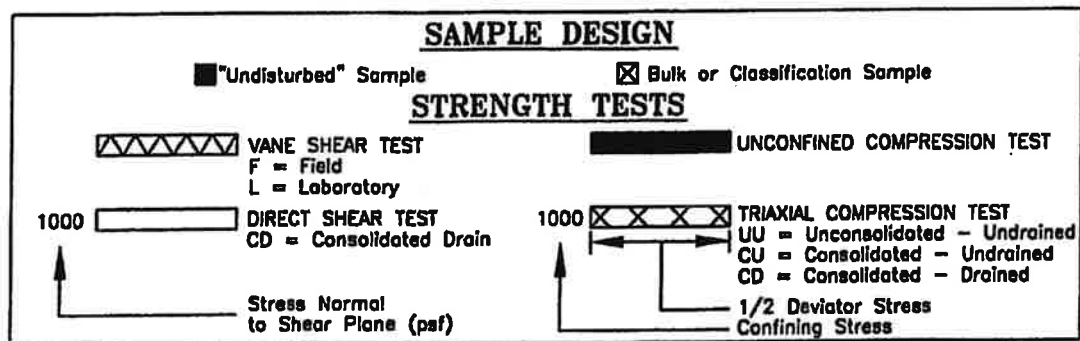 SAMPLE DESIGN
"Undisturbed" Sample
Bulk or Classification Sample
STRENGTH TESTS
VANE SHEAR TEST
F = Field
L = Laboratory
UNCONFINED COMPRESSION TEST
1000
DIRECT SHEAR TEST
CD = Consolidated Drain
Stress Normal
to Shear Plane (psf)
1000
TRIAXIAL COMPRESSION TEST
UU = Unconsolidated - Undrained
CU = Consolidated - Undrained
CD = Consolidated - Drained
1/2 Deviator Stress
Confining Stress